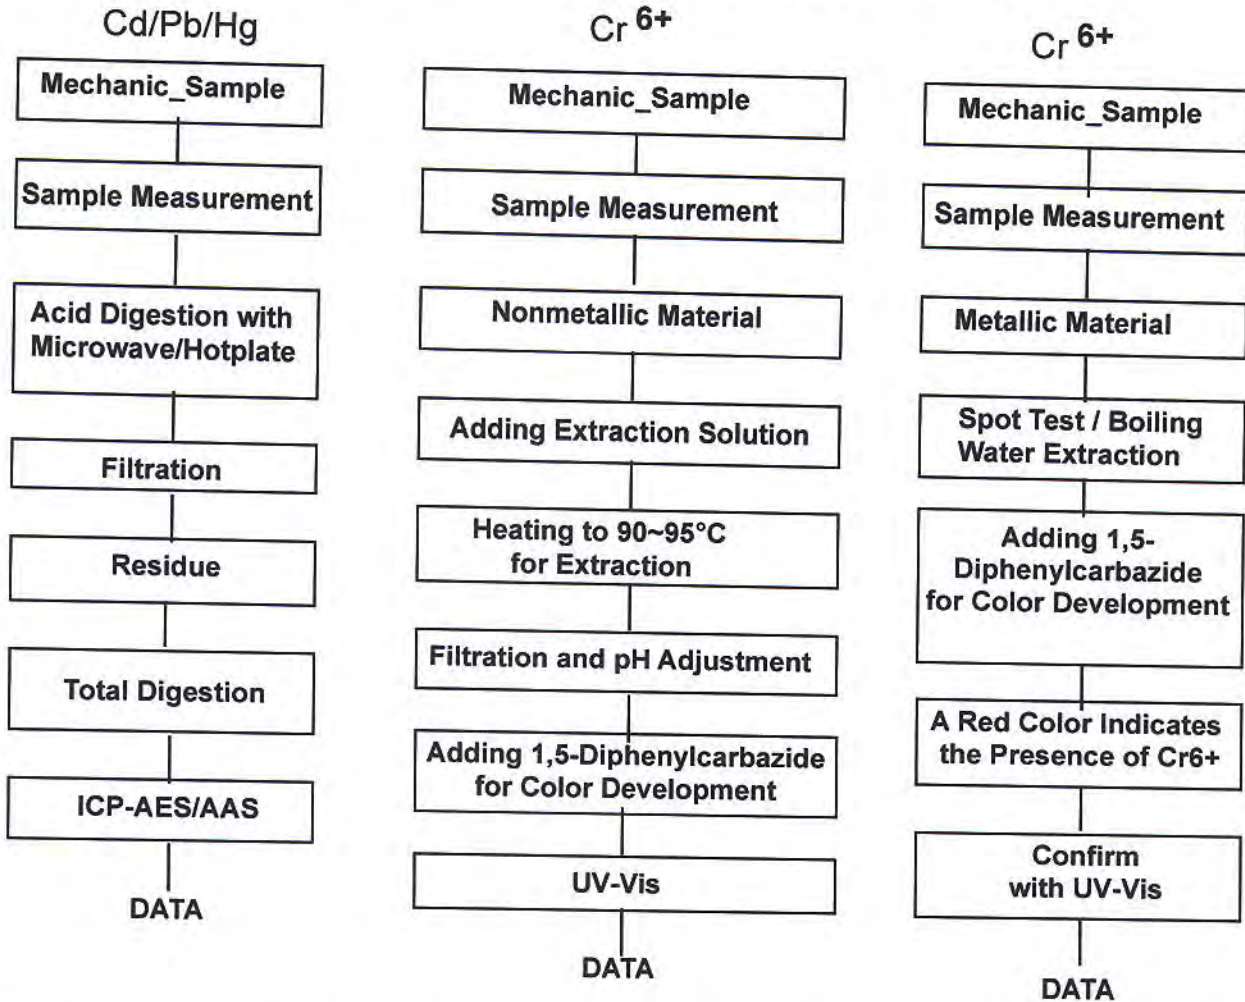 Cd/Pb/Hg
Mechanic_Sample
Sample Measurement
Acid Digestion with
Microwave/Hotplate
Filtration
Residue
Total Digestion
ICP-AES/AAS
DATA
Cr 6+
Mechanic_Sample
Sample Measurement
Nonmetallic Material
Adding Extraction Solution
Heating to 90~95°C
for Extraction
Filtration and pH Adjustment
Adding 1,5-Diphenylcarbazide
for Color Development
UV-Vis
DATA
Cr 6+
Mechanic_Sample
Sample Measurement
Metallic Material
Spot Test / Boiling
Water Extraction
Adding 1,5-
Diphenylcarbazide
for Color Development
A Red Color Indicates
the Presence of Cr6+
Confirm
with UV-Vis
DATA